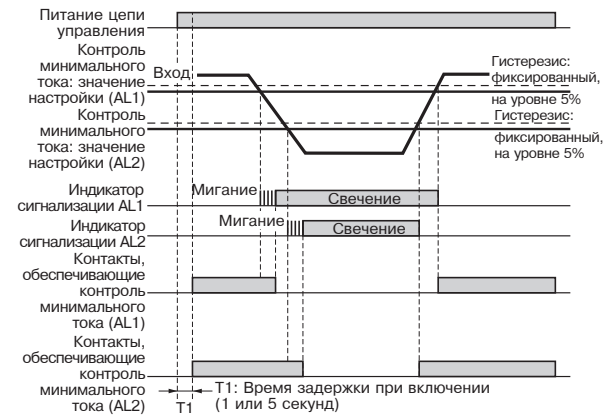 Питание цепи
управления
Контроль
минимального
тока: значение
настройки (AL1)
Вход
Гистерезис:
фиксированный,
на уровне 5%
Контроль
минимального
тока: значение
настройки (AL2)
Гистерезис:
фиксированный,
на уровне 5%
Индикатор
сигнализации AL1
Мигание
Свечение
Индикатор
сигнализации AL2
Мигание
Свечение
Контакты,
обеспечивающие
контроль
минимального
тока (AL1)
Контакты,
обеспечивающие
контроль
минимального
тока (AL2)
T1
T1: Время задержки при включении
(1 или 5 секунд)